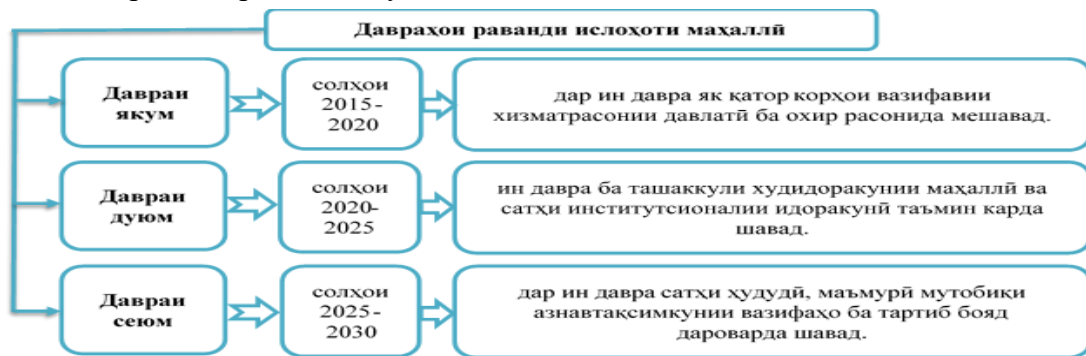 Давраҳои раванди ислоҳоти маҳаллӣ
Давраи
якум
солҳои
2015-
2020
дар ин давра як қатор корҳои вазифавии
хизматрасонии давлатӣ ба охир расонида мешавад.
Давраи
дуюм
солҳои
2020-
2025
ин давра ба ташаккули худидоракунии маҳаллӣ ва
сатҳи институтсионалии идоракунӣ таъмин карда
шавад.
Давраи
сеюм
солҳои
2025-
2030
дар ин давра сатҳи ҳудудӣ, маъмурӣ мутобиқи
азнавтақсимкунии вазифаҳо ба тартиб бояд
дароварда шавад.